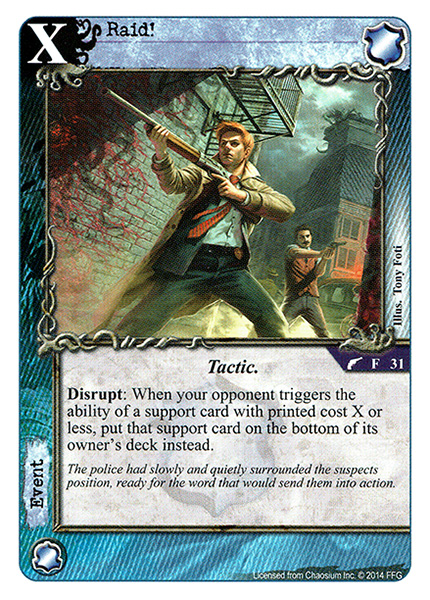 X
Raid!
Illus. Tony Foti
F 31
Tactic.
Disrupt: When your opponent triggers the
ability of a support card with printed cost X or
less, put that support card on the bottom of its
owner's deck instead.
The police had slowly and quietly surrounded the suspects
position, ready for the word that would send them into action.
Event
Licensed from Chaosium Inc. © 2014 FFG